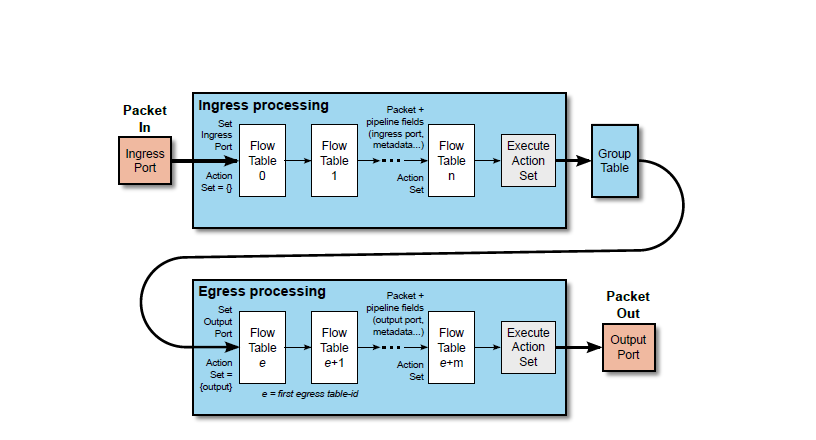 Packet
In
Ingress
Port
Ingress processing
Set
Ingress
Port
Action
Set = {}
Flow
Table
0
Flow
Table
1
Packet +
pipeline fields
(ingress port,
metadata...)
Action
Set
Flow
Table
n
Execute
Action
Set
Group
Table
Egress processing
Set
Output
Port
Action
Set =
{output}
Flow
Table
e
Flow
Table
e+1
e = first egress table-id
Packet +
pipeline fields
(output port,
metadata...)
Action
Set
Flow
Table
e+m
Execute
Action
Set
Packet
Out
Output
Port